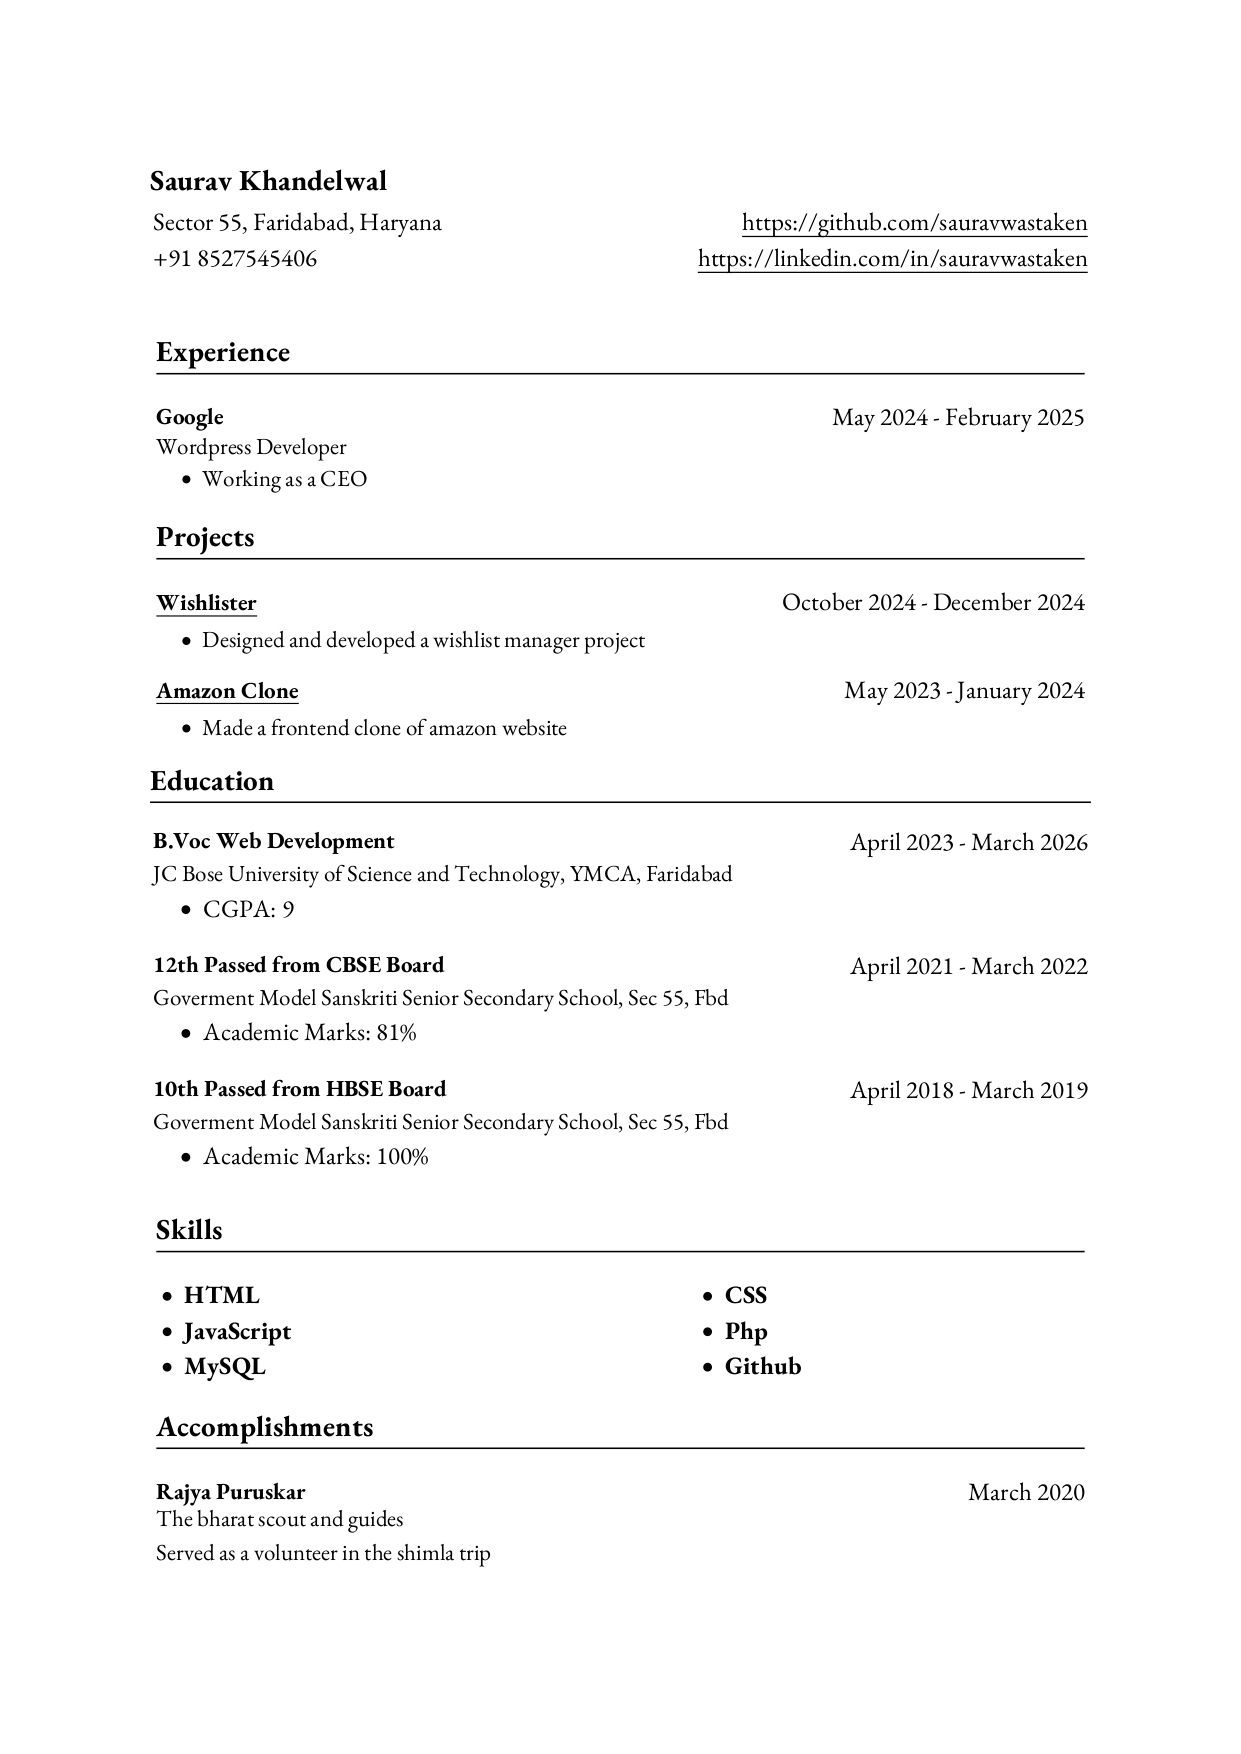 Saurav Khandelwal
Sector 55, Faridabad, Haryana
https://github.com/sauravwastaken
+91 8527545406
https://linkedin.com/in/sauravwastaken
Experience
Google
May 2024 - February 2025
Wordpress Developer
• Working as a CEO
Projects
Wishlister
October 2024 - December 2024
• Designed and developed a wishlist manager project
Amazon Clone
May 2023 - January 2024
• Made a frontend clone of amazon website
Education
B.Voc Web Development
April 2023 - March 2026
JC Bose University of Science and Technology, YMCA, Faridabad
• CGPA: 9
12th Passed from CBSE Board
April 2021 - March 2022
Goverment Model Sanskriti Senior Secondary School, Sec 55, Fbd
• Academic Marks: 81%
10th Passed from HBSE Board
April 2018 - March 2019
Goverment Model Sanskriti Senior Secondary School, Sec 55, Fbd
• Academic Marks: 100%
Skills
• HTML
• CSS
• JavaScript
• Php
• MySQL
• Github
Accomplishments
Rajya Puruskar
March 2020
The bharat scout and guides
Served as a volunteer in the shimla trip